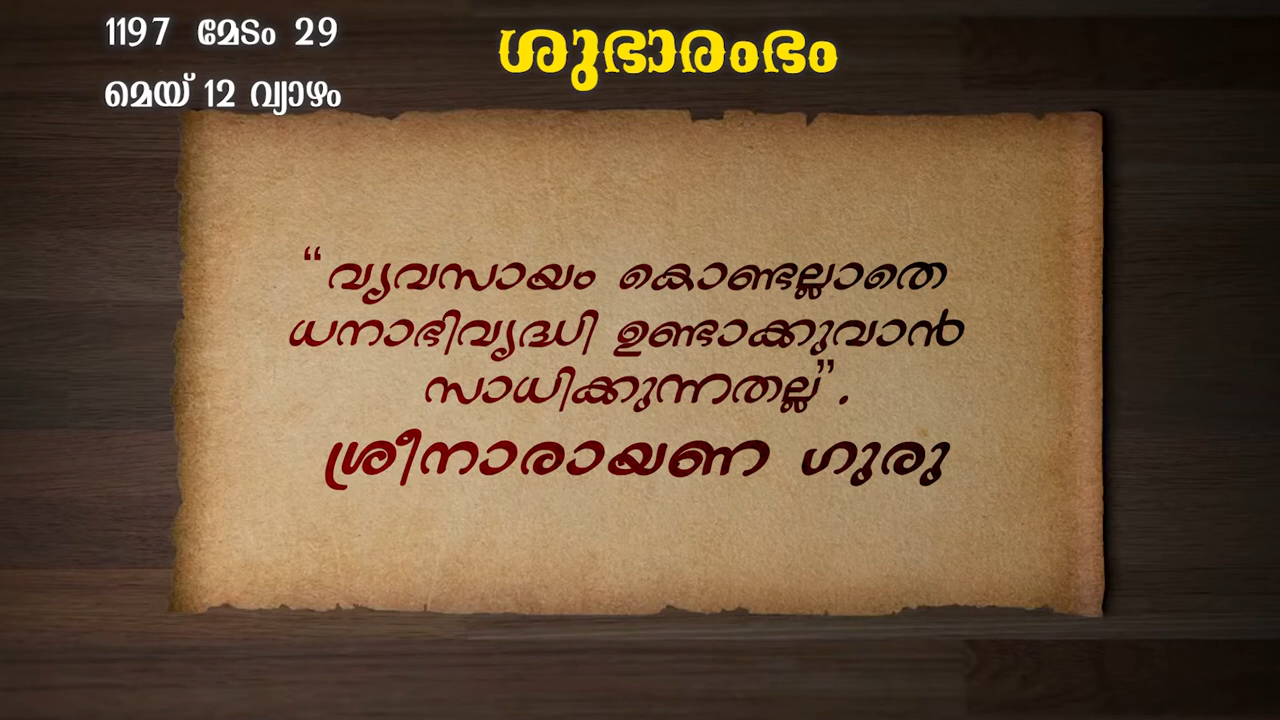 1197 മേടം 29
മെയ് 12 വ്യാഴം
ശുഭാരംഭം
“വ്യവസായം കൊണ്ടല്ലാതെ
ധനാഭിവൃദ്ധി ഉണ്ടാക്കുവാൻ
സാധിക്കുന്നതല്ല”.
ശ്രീനാരായണ ഗുരു